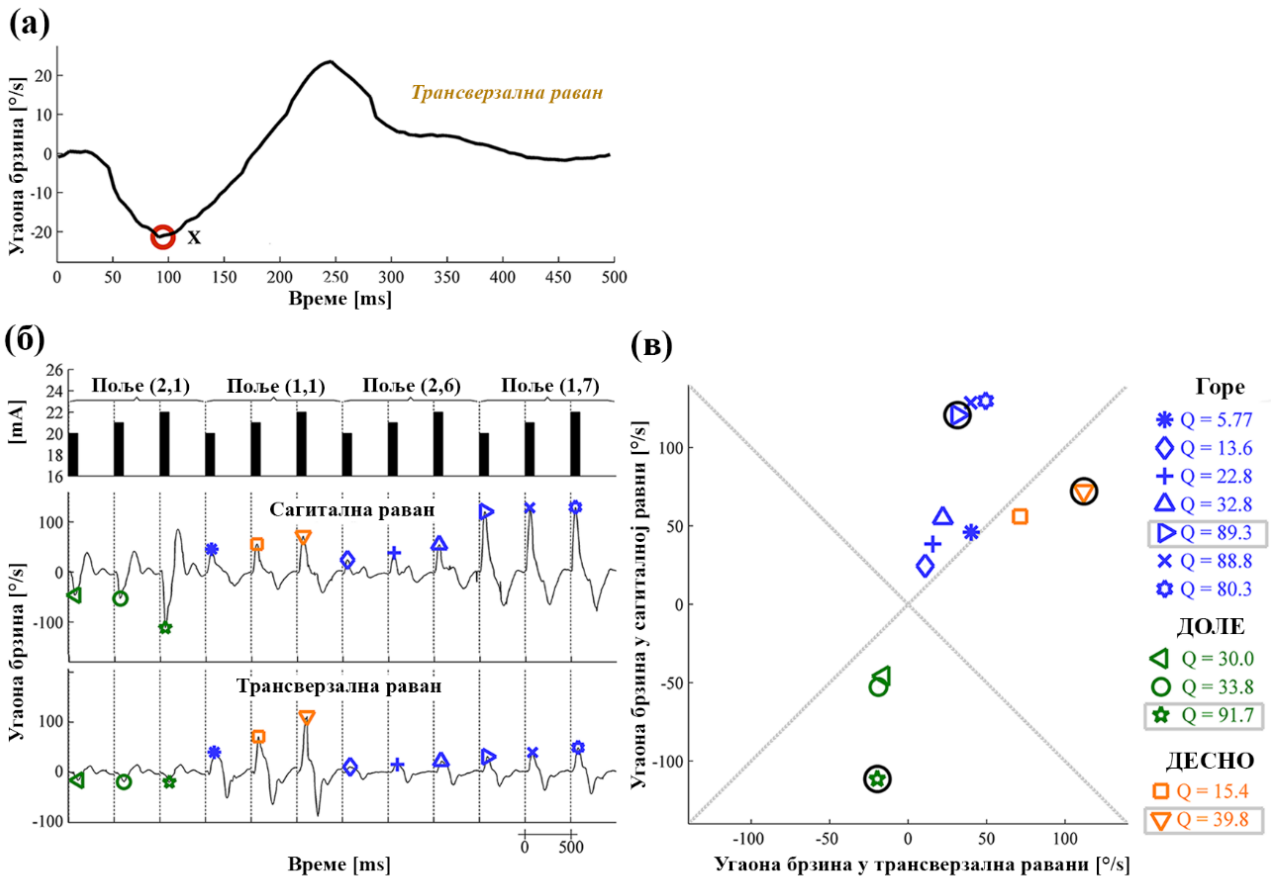 (а)
Угаона брзина [°/s]
20
10
0
-10
-20
Трансверзална раван
X
0 50 100 150 200 250 300 350 400 450 500
Време [ms]
(б)
[mA]
26
24
22
20
18
16
Поље (2,1) Поље (1,1) Поље (2,6) Поље (1,7)
Угаона брзина [°/s]
Сагитална раван
100
0
-100
Трансверзална раван
100
0
-100
0 500
Време [ms]
(в)
Угаона брзина у сагиталној равни [°/s]
100
50
0
-50
-100
-100 -50 0 50 100
Угаона брзина у трансверзална равани [°/s]
Горе
Q = 5.77
Q = 13.6
Q = 22.8
Q = 32.8
Q = 89.3
Q = 88.8
Q = 80.3
ДОЛЕ
Q = 30.0
Q = 33.8
Q = 91.7
ДЕСНО
Q = 15.4
Q = 39.8